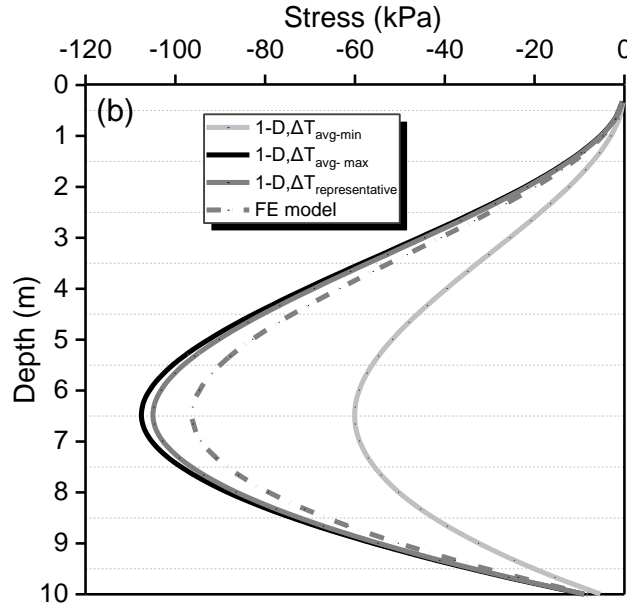 Stress (kPa)
-120 -100 -80 -60 -40 -20 0
(b)
1-D,ΔTavg-min
1-D,ΔTavg- max
1-D,ΔTrepresentative
FE model
Depth (m)
0
1
2
3
4
5
6
7
8
9
10